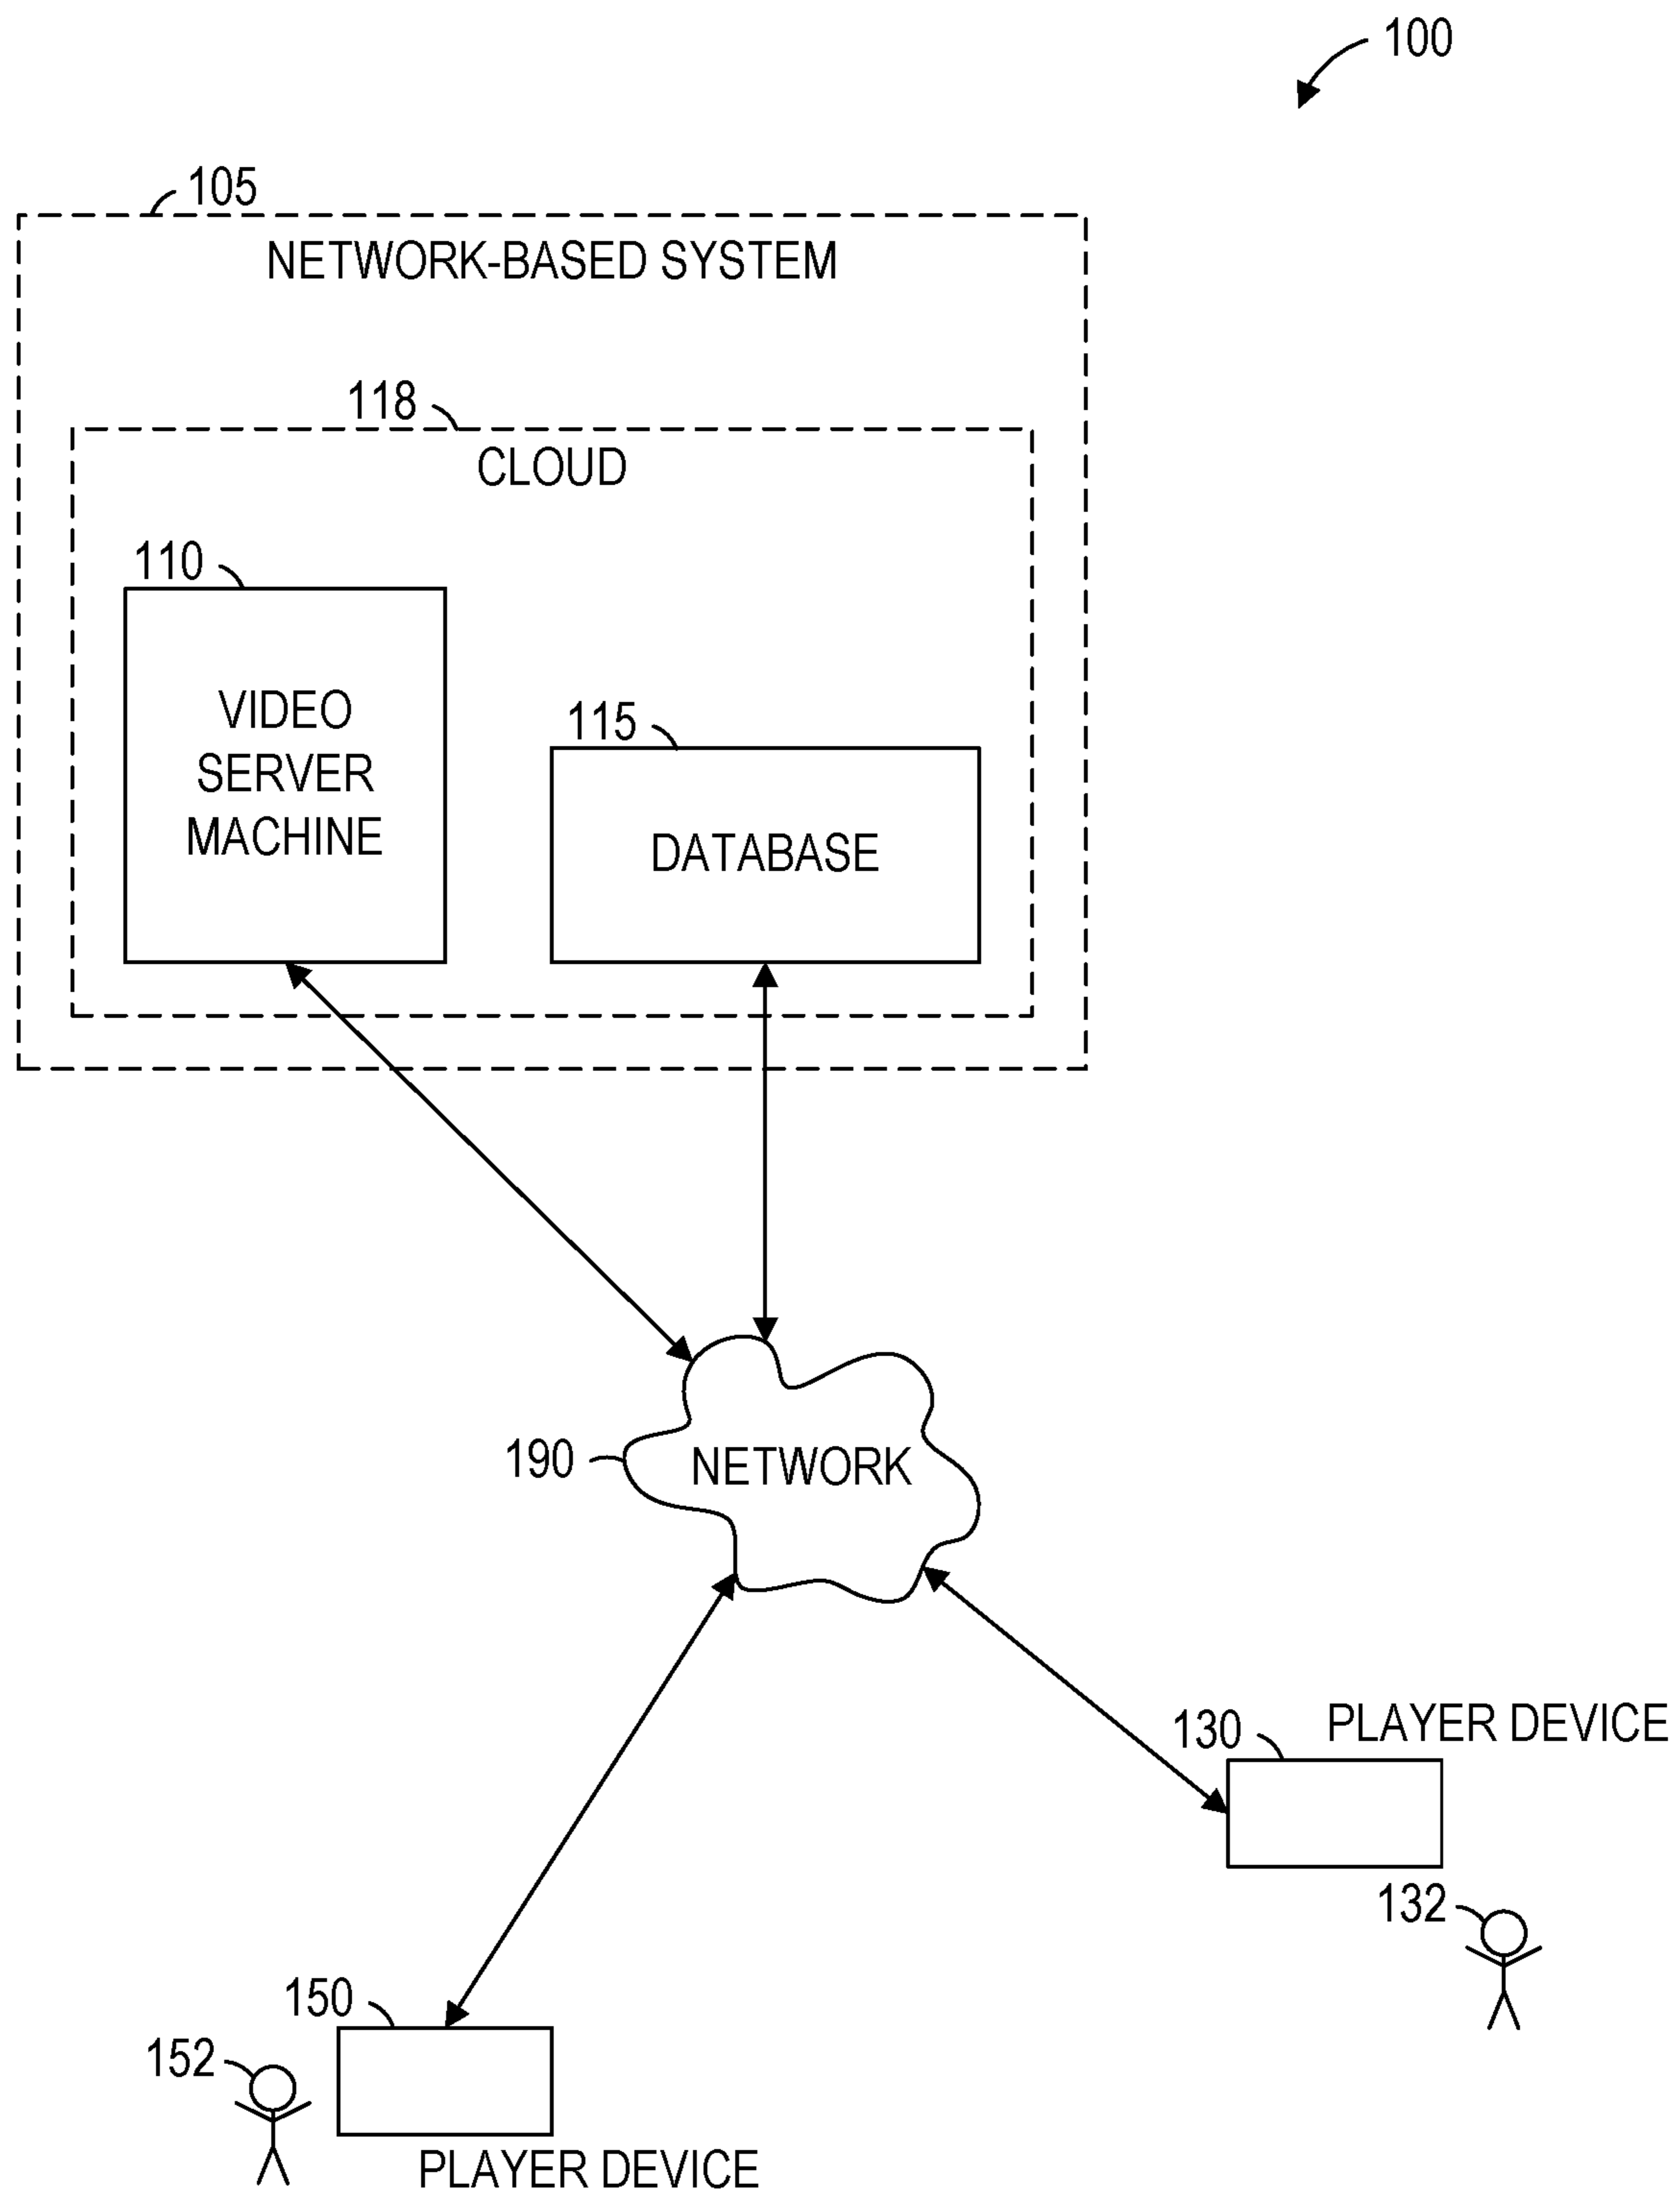 100
105
NETWORK-BASED SYSTEM
118
CLOUD
110
VIDEO
SERVER
MACHINE
115
DATABASE
190
NETWORK
130
PLAYER DEVICE
132
150
152
PLAYER DEVICE